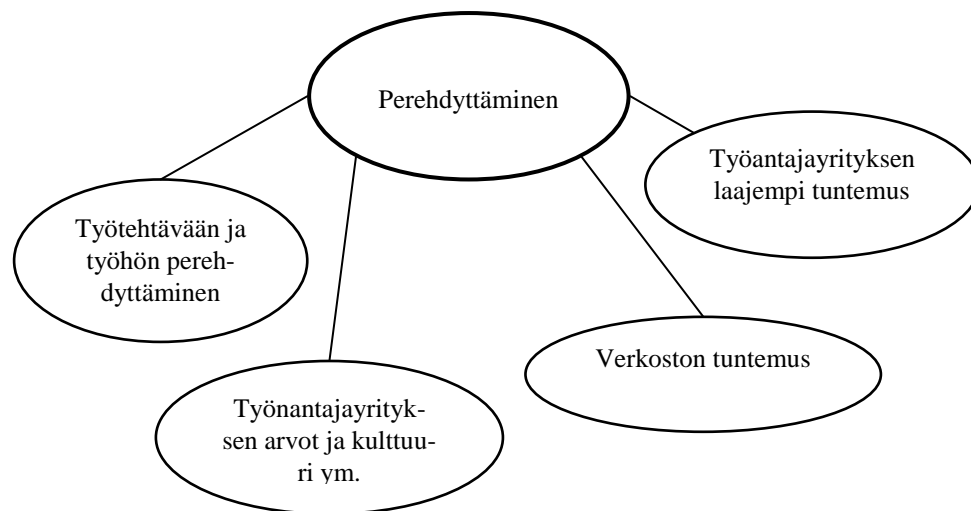 Perehdyttäminen
Työantajayrityksen
laajempi tuntemus
Työtehtävään ja
työhön pereh-
dyttäminen
Verkoston tuntemus
Työnantajayrityk-
sen arvot ja kulttuu-
ri ym.